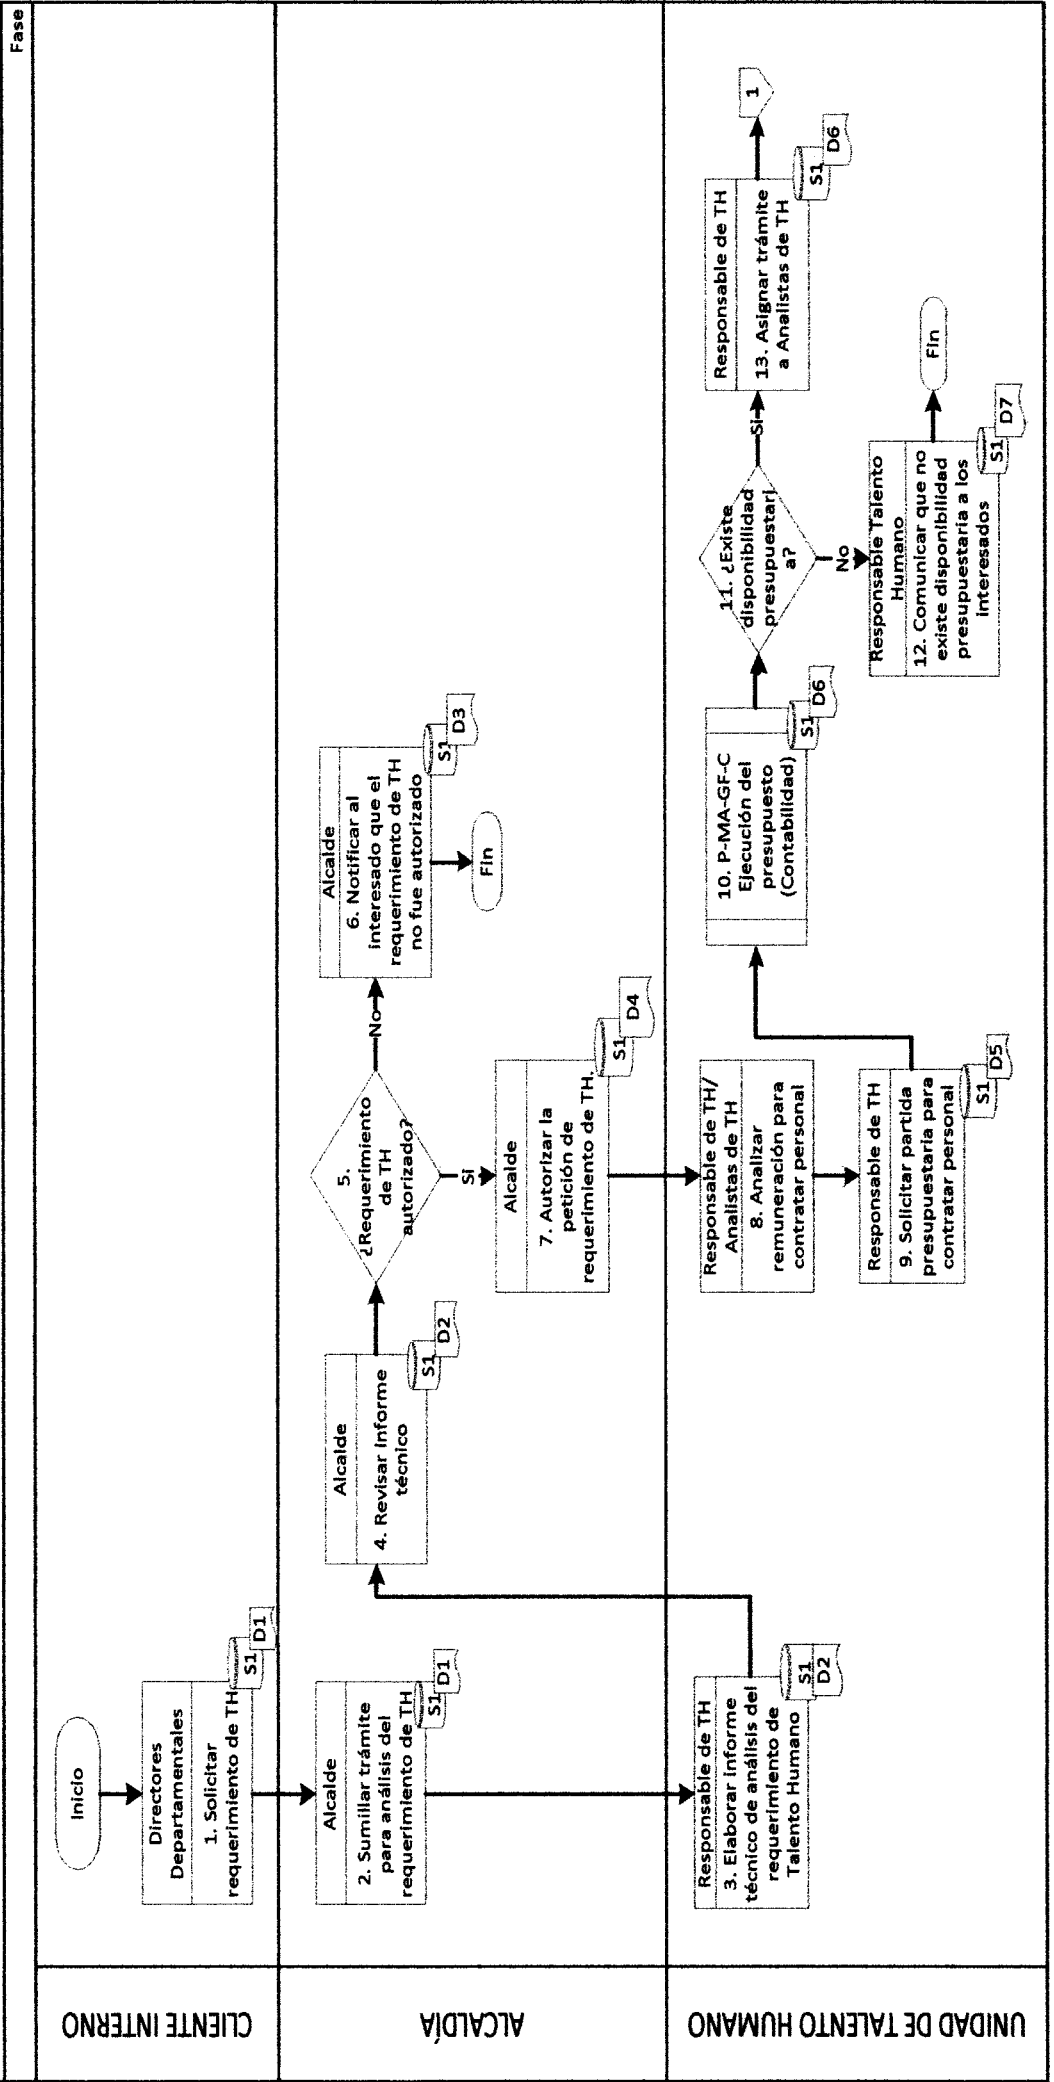 Fase
CLIENTE INTERNO
Inicio
Directores
Departamentales
1. Solicitar
requerimiento de TH
S1
D1
ALCALDÍA
Alcalde
2. Sumillar trámite
para análisis del
requerimiento de TH
S1
D1
Alcalde
4. Revisar informe
técnico
S1
D2
5.
¿Requerimiento
de TH
autorizado?
No
Si
Alcalde
6. Notificar al
interesado que el
requerimiento de TH
no fue autorizado
S1
D3
Fin
Alcalde
7. Autorizar la
petición de
requerimiento de TH.
S1
D4
UNIDAD DE TALENTO HUMANO
Responsable de TH
3. Elaborar informe
técnico de análisis del
requerimiento de
Talento Humano
S1
D2
Responsable de TH/
Analistas de TH
8. Analizar
remuneración para
contratar personal
Responsable de TH
9. Solicitar partida
presupuestaria para
contratar personal
S1
D5
10. P-MA-GF-C
Ejecución del
presupuesto
(Contabilidad)
S1
D6
11. ¿Existe
disponibilidad
presupuestari
a?
Si
No
Responsable Talento
Humano
12. Comunicar que no
existe disponibilidad
presupuestaria a los
interesados
S1
D7
Fin
Responsable de TH
13. Asignar trámite
a Analistas de TH
S1
D6
1